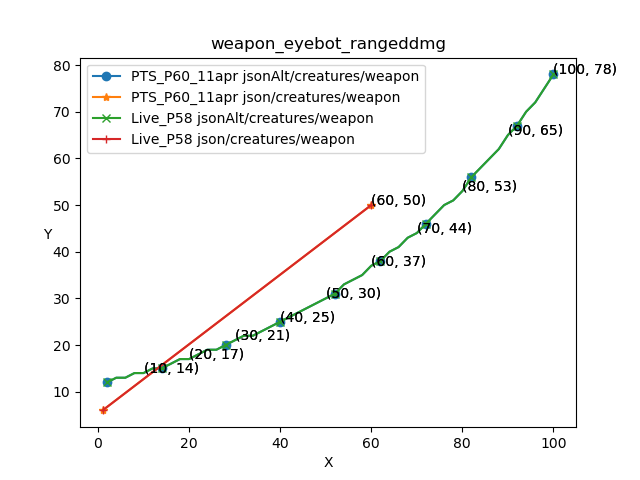 weapon_eyebot_rangeddmg
PTS_P60_11apr jsonAlt/creatures/weapon
PTS_P60_11apr json/creatures/weapon
Live_P58 jsonAlt/creatures/weapon
Live_P58 json/creatures/weapon
(100, 78)
(90, 65)
(80, 53)
(60, 50)
(70, 44)
(60, 37)
(50, 30)
(40, 25)
(30, 21)
(20, 17)
(10, 14)
80
70
60
50
40
30
20
10
Y
0 20 40 60 80 100
X